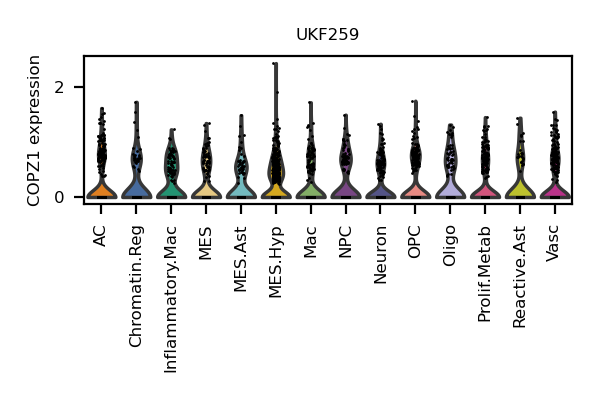 UKF259
COPZ1 expression
2
0
AC
Chromatin.Reg
Inflammatory.Mac
MES
MES.Ast
MES.Hyp
Mac
NPC
Neuron
OPC
Oligo
Prolif.Metab
Reactive.Ast
Vasc